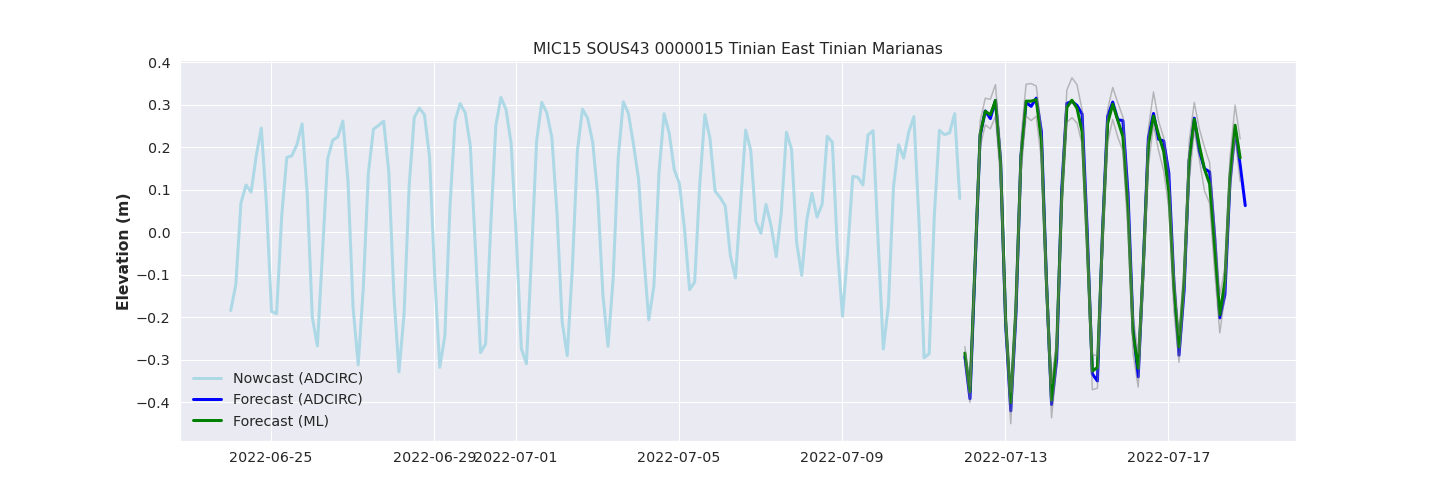 MIC15 SOUS43 0000015 Tinian East Tinian Marianas
Elevation (m)
0.4
0.3
0.2
0.1
0.0
−0.1
−0.2
−0.3
−0.4
Nowcast (ADCIRC)
Forecast (ADCIRC)
Forecast (ML)
2022-06-25 2022-06-29 2022-07-01 2022-07-05 2022-07-09 2022-07-13 2022-07-17